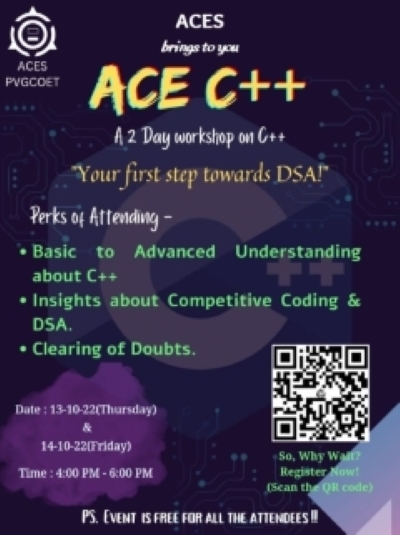 ACES
PVGCOET
ACES
brings to you
ACE C++
A 2 Day workshop on C++
"Your first step towards DSA!"
Perks of Attending -
• Basic to Advanced Understanding
about C++
• Insights about Competitive Coding &
DSA.
• Clearing of Doubts.
Date : 13-10-22(Thursday)
&
14-10-22(Friday)
Time : 4:00 PM - 6:00 PM
So, Why Wait?
Register Now!
(Scan the QR code)
PS. EVENT IS FREE FOR ALL THE ATTENDEES!!